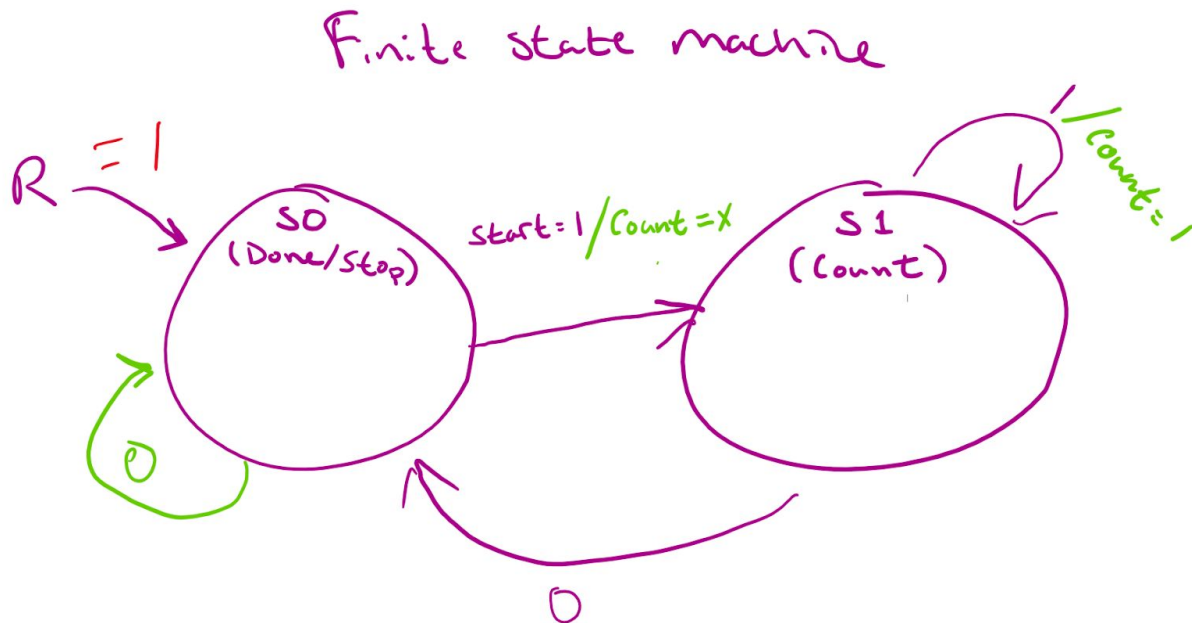 Finite state machine
R = 1
S0
(Done/Stop)
start=1/Count=X
S1
(Count)
1/Count=1
0
0